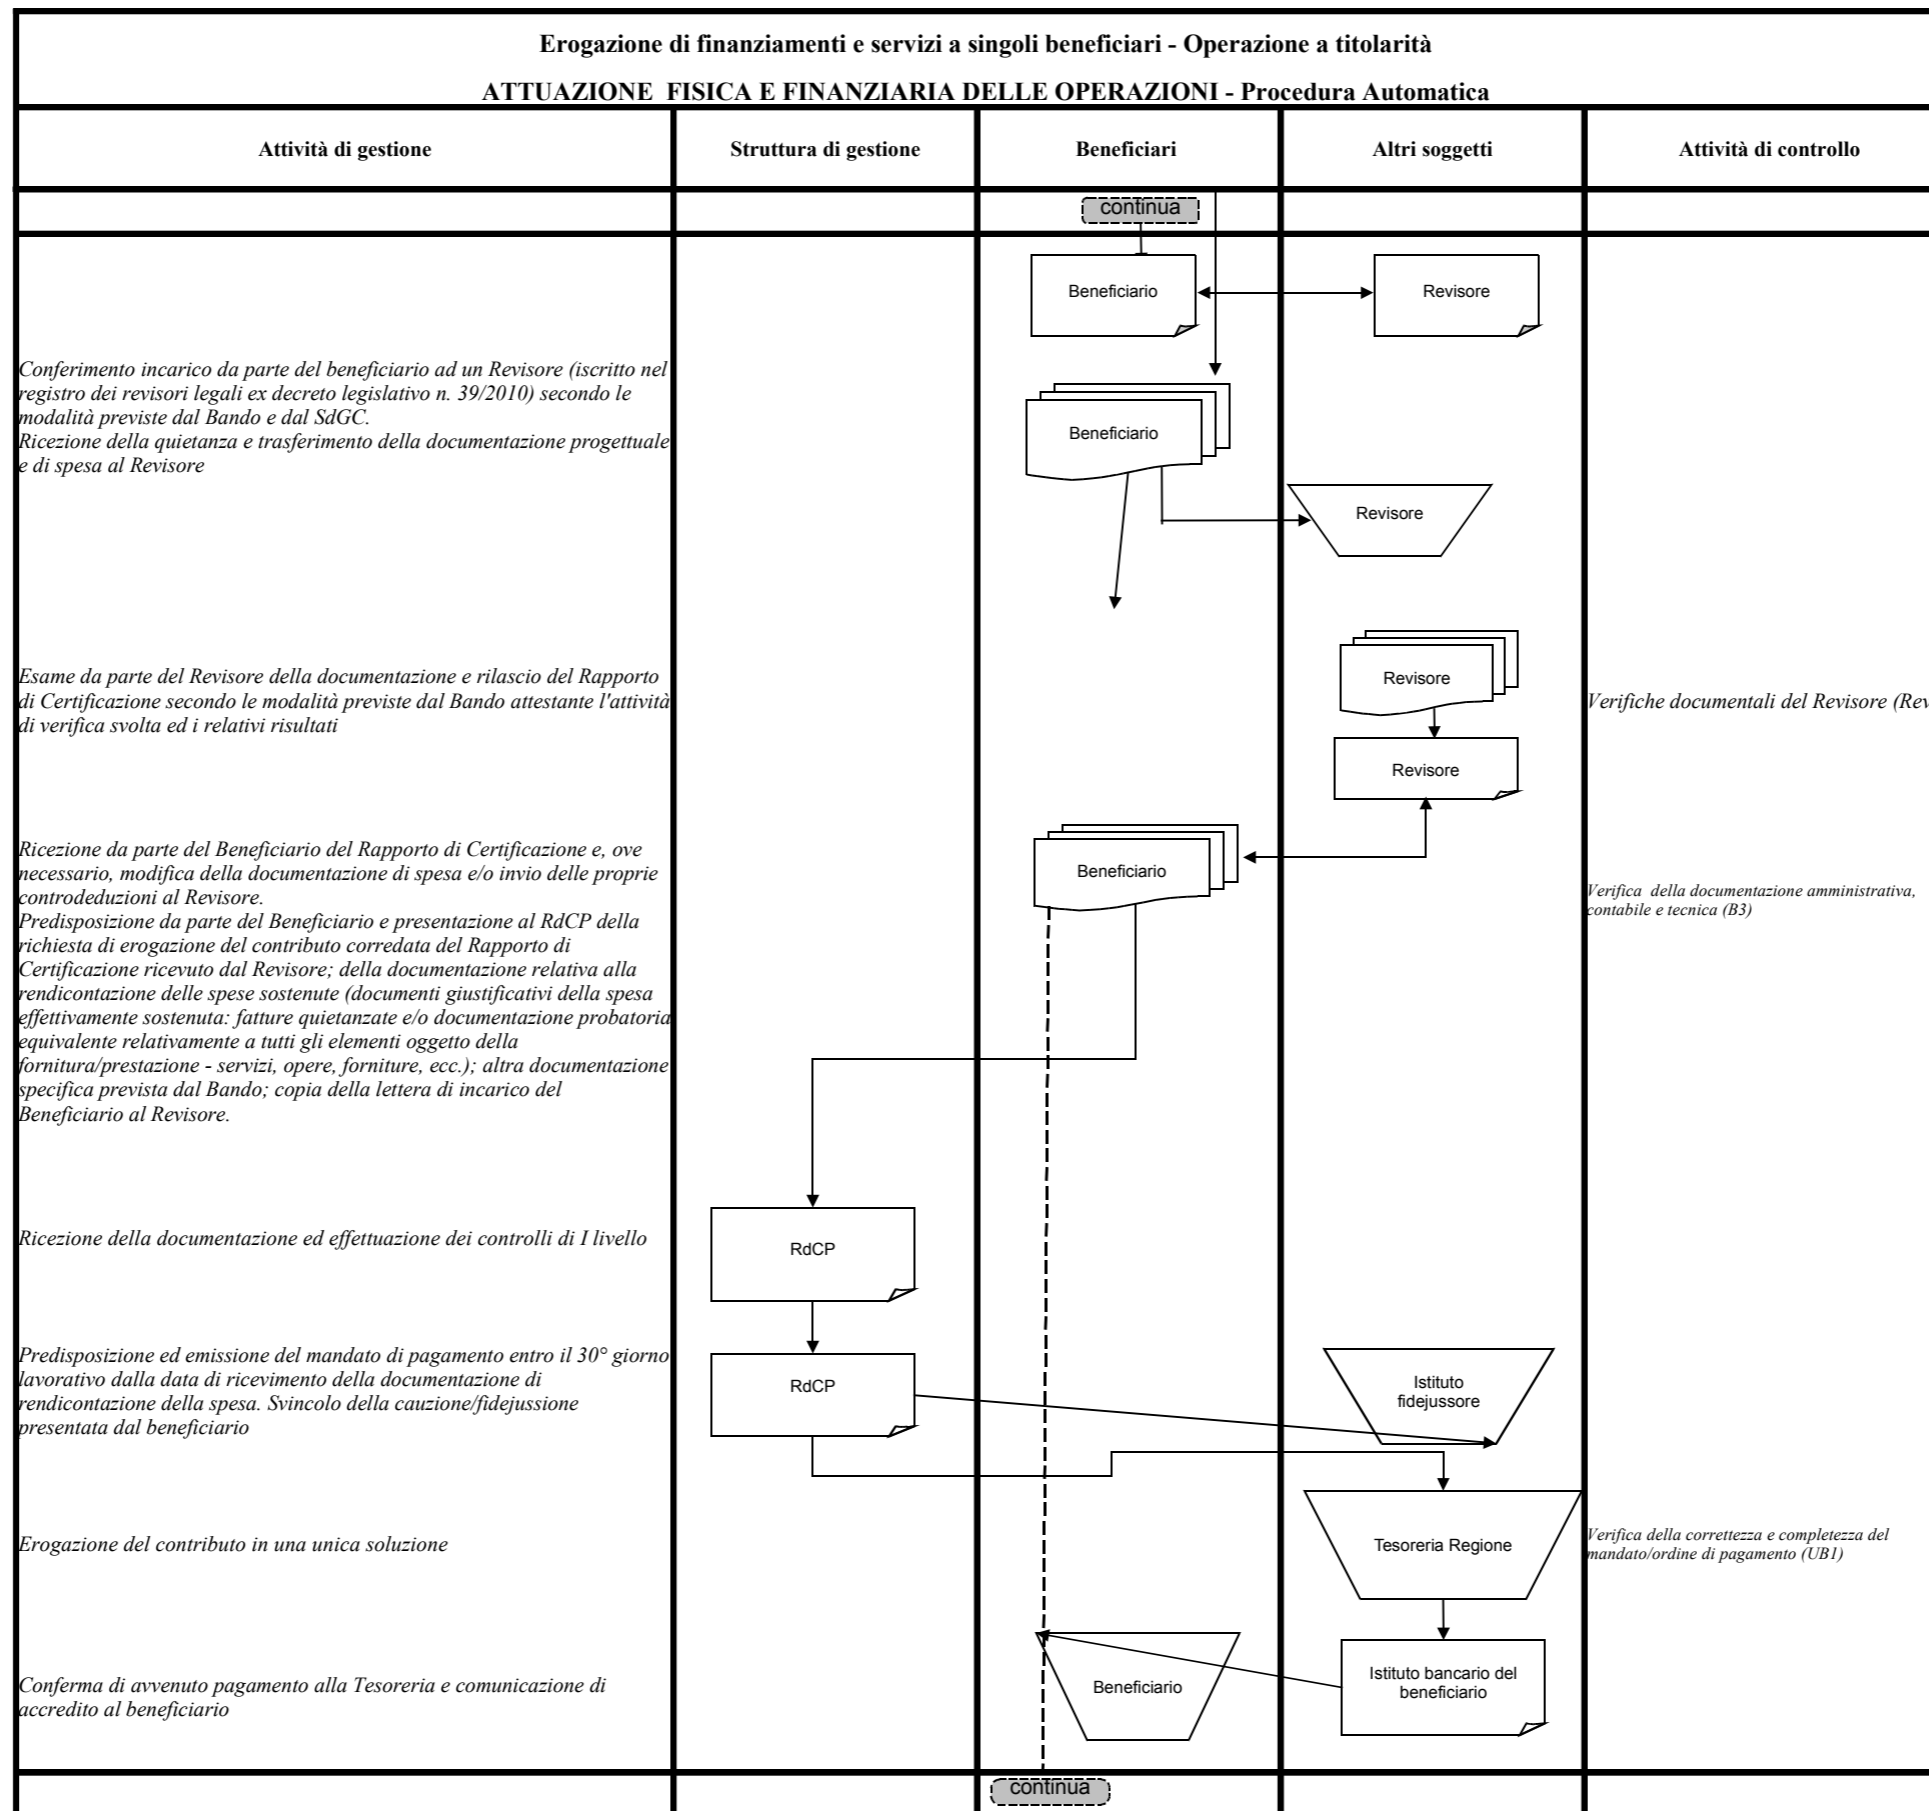 Erogazione di finanziamenti e servizi a singoli beneficiari - Operazione a titolarità
ATTUAZIONE FISICA E FINANZIARIA DELLE OPERAZIONI - Procedura Automatica
Attività di gestione
Struttura di gestione
Beneficiari
Altri soggetti
Attività di controllo
continua
Beneficiario
Revisore
Conferimento incarico da parte del beneficiario ad un Revisore (iscritto nel
registro dei revisori legali ex decreto legislativo n. 39/2010) secondo le
modalità previste dal Bando e dal SdGC.
Ricezione della quietanza e trasferimento della documentazione progettuale
e di spesa al Revisore
Beneficiario
Revisore
Esame da parte del Revisore della documentazione e rilascio del Rapporto
di Certificazione secondo le modalità previste dal Bando attestante l'attività
di verifica svolta ed i relativi risultati
Revisore
Revisore
Verifiche documentali del Revisore (Rev
Ricezione da parte del Beneficiario del Rapporto di Certificazione e, ove
necessario, modifica della documentazione di spesa e/o invio delle proprie
controdeduzioni al Revisore.
Predisposizione da parte del Beneficiario e presentazione al RdCP della
richiesta di erogazione del contributo corredata del Rapporto di
Certificazione ricevuto dal Revisore; della documentazione relativa alla
rendicontazione delle spese sostenute (documenti giustificativi della spesa
effettivamente sostenuta: fatture quietanzate e/o documentazione probatoria
equivalente relativamente a tutti gli elementi oggetto della
fornitura/prestazione - servizi, opere, forniture, ecc.); altra documentazione
specifica prevista dal Bando; copia della lettera di incarico del
Beneficiario al Revisore.
Beneficiario
Verifica della documentazione amministrativa,
contabile e tecnica (B3)
Ricezione della documentazione ed effettuazione dei controlli di I livello
RdCP
Predisposizione ed emissione del mandato di pagamento entro il 30° giorno
lavorativo dalla data di ricevimento della documentazione di
rendicontazione della spesa. Svincolo della cauzione/fidejussione
presentata dal beneficiario
RdCP
Istituto
fidejussore
Erogazione del contributo in una unica soluzione
Tesoreria Regione
Verifica della correttezza e completezza del
mandato/ordine di pagamento (UB1)
Conferma di avvenuto pagamento alla Tesoreria e comunicazione di
accredito al beneficiario
Beneficiario
Istituto bancario del
beneficiario
continua